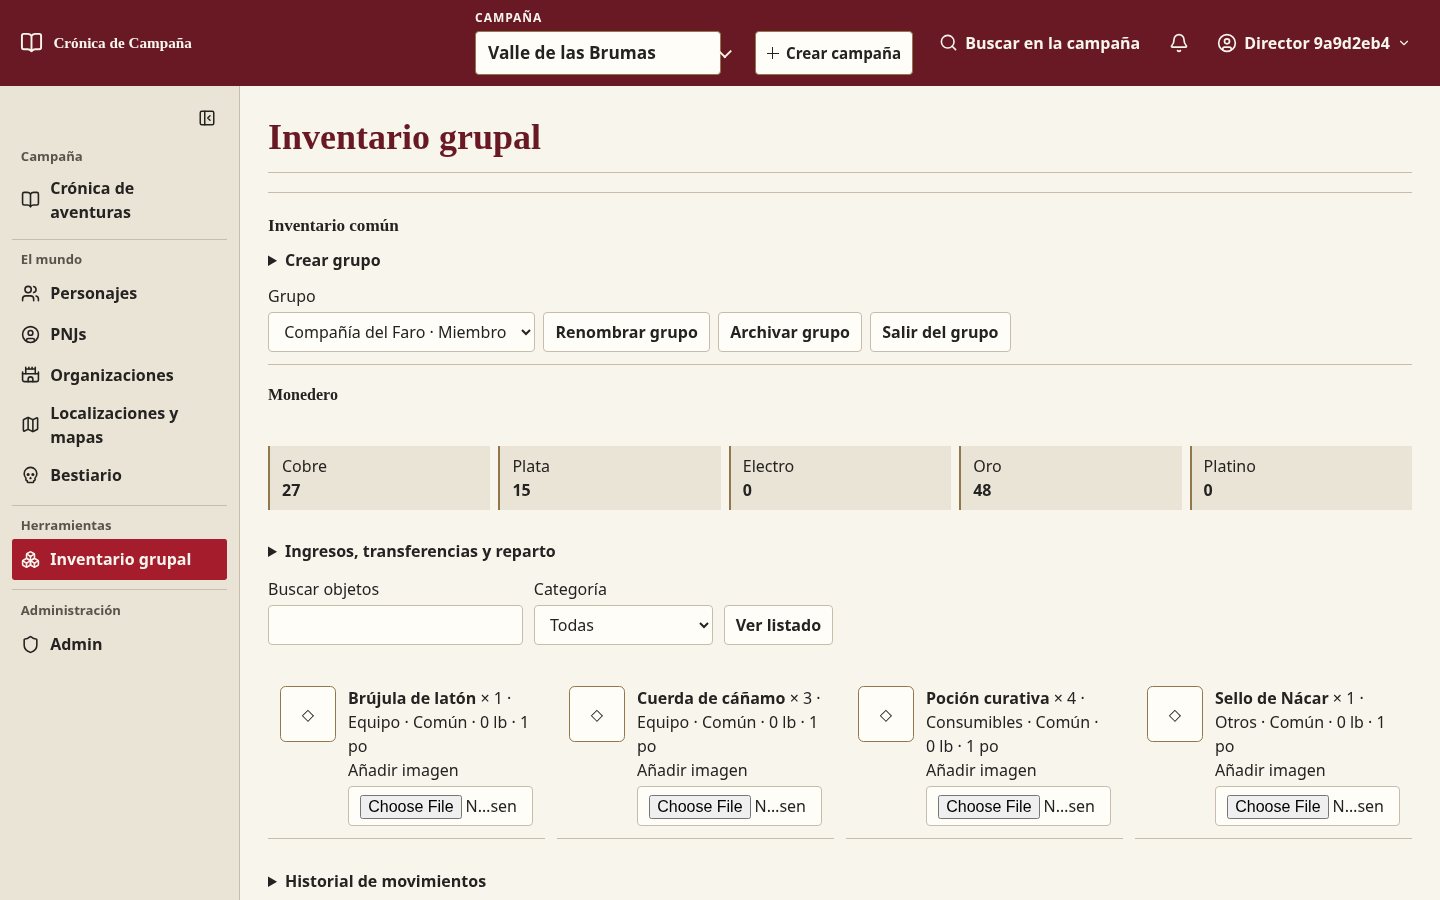 Crónica de Campaña
CAMPAÑA
Valle de las Brumas
Crear campaña
Buscar en la campaña
Director 9a9d2eb4
Campaña
Crónica de
aventuras
El mundo
Personajes
PNJs
Organizaciones
Localizaciones y
mapas
Bestiario
Herramientas
Inventario grupal
Administración
Admin
Inventario grupal
Inventario común
Crear grupo
Grupo
Compañía del Faro · Miembro
Renombrar grupo
Archivar grupo
Salir del grupo
Monedero
Cobre
27
Plata
15
Electro
0
Oro
48
Platino
0
Ingresos, transferencias y reparto
Buscar objetos
Categoría
Todas
Ver listado
Brújula de latón × 1 ·
Equipo · Común · 0 lb · 1
po
Añadir imagen
Choose File N...sen
Cuerda de cáñamo × 3 ·
Equipo · Común · 0 lb · 1
po
Añadir imagen
Choose File N...sen
Poción curativa × 4 ·
Consumibles · Común ·
0 lb · 1 po
Añadir imagen
Choose File N...sen
Sello de Nácar × 1 ·
Otros · Común · 0 lb · 1
po
Añadir imagen
Choose File N...sen
Historial de movimientos